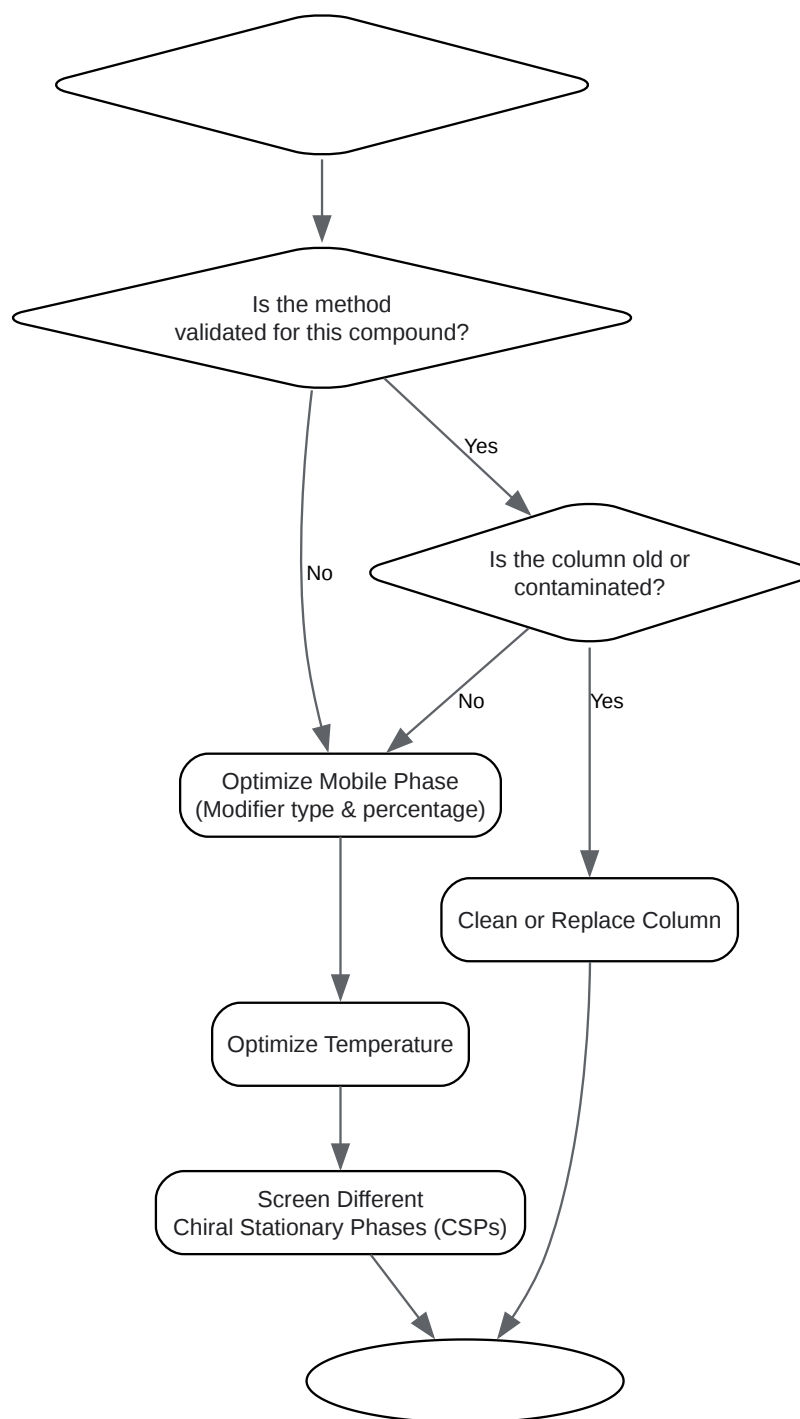 Is the method
validated for this compound?
Yes
Is the column old or
contaminated?
No
No
Yes
Optimize Mobile Phase
(Modifier type & percentage)
Clean or Replace Column
Optimize Temperature
Screen Different
Chiral Stationary Phases (CSPs)